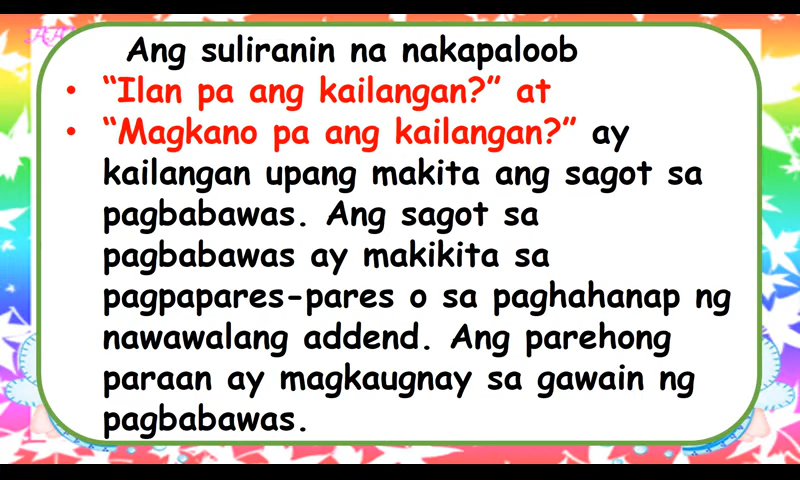 Ang suliranin na nakapaloob
• “Ilan pa ang kailangan?” at
• “Magkano pa ang kailangan?” ay
kailangan upang makita ang sagot sa
pagbabawas. Ang sagot sa
pagbabawas ay makikita sa
pagpapares-pares o sa paghahanap ng
nawawalang addend. Ang parehong
paraan ay magkaugnay sa gawain ng
pagbabawas.